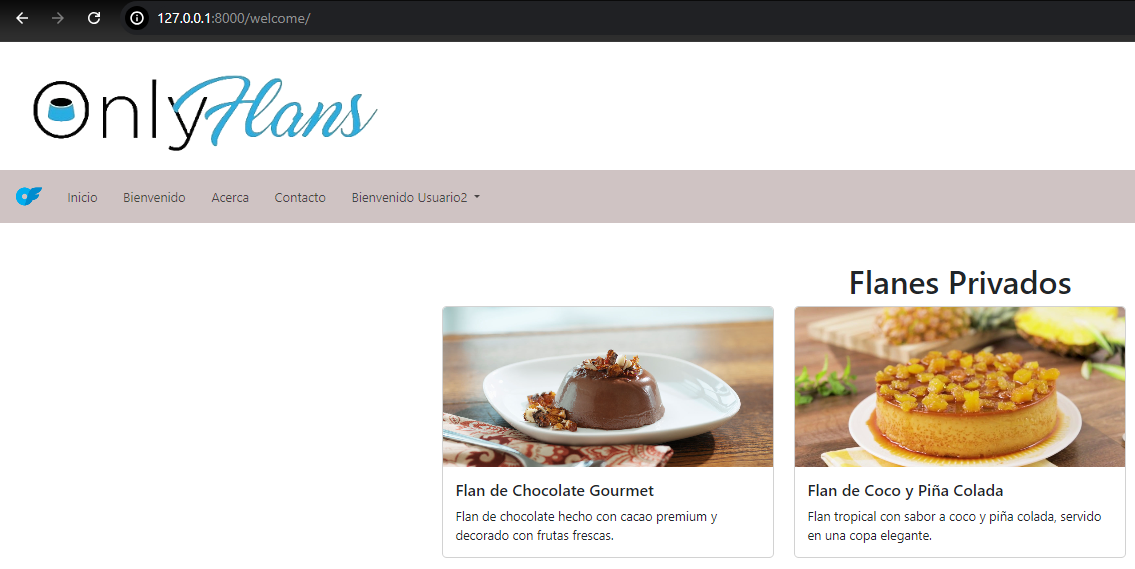 127.0.0.1:8000/welcome/
OnlyFlans
Inicio Bienvenido Acerca Contacto Bienvenido Usuario2
Flanes Privados
Flan de Chocolate Gourmet
Flan de chocolate hecho con cacao premium y
decorado con frutas frescas.
Flan de Coco y Piña Colada
Flan tropical con sabor a coco y piña colada, servido
en una copa elegante.